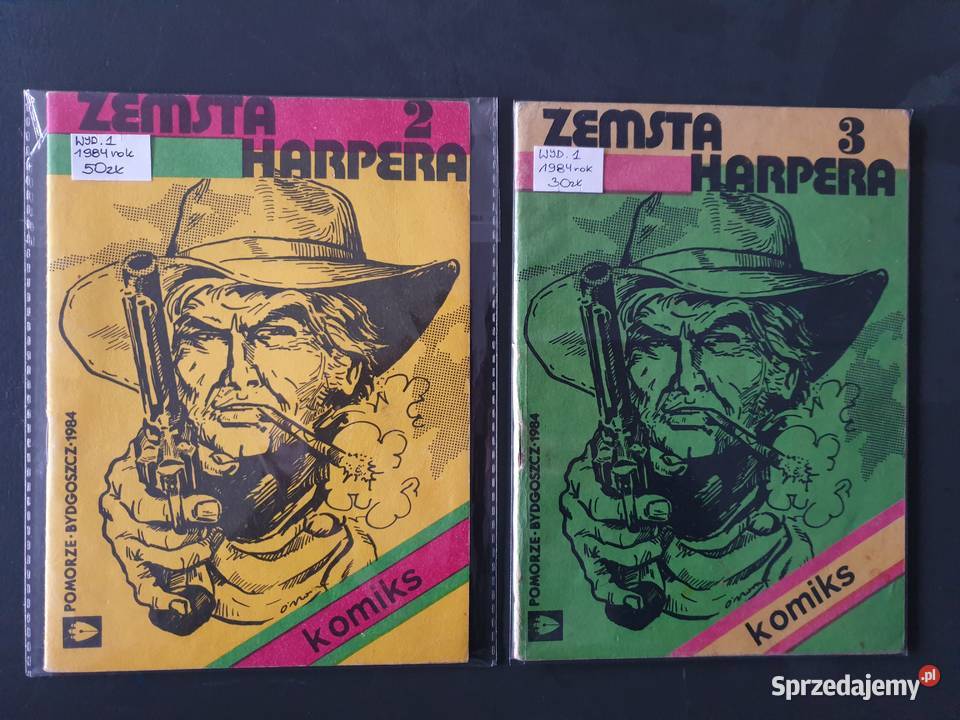 ZEMSTA 2
HARPERA
WYD. 1
1984 rok
50zł
POMORZE·BYDGOSZCZ·1984
komiks
ZEMSTA 3
HARPERA
WYD. 1
1984 rok
30zł
POMORZE·BYDGOSZCZ·1984
komiks
Sprzedajemy.pl